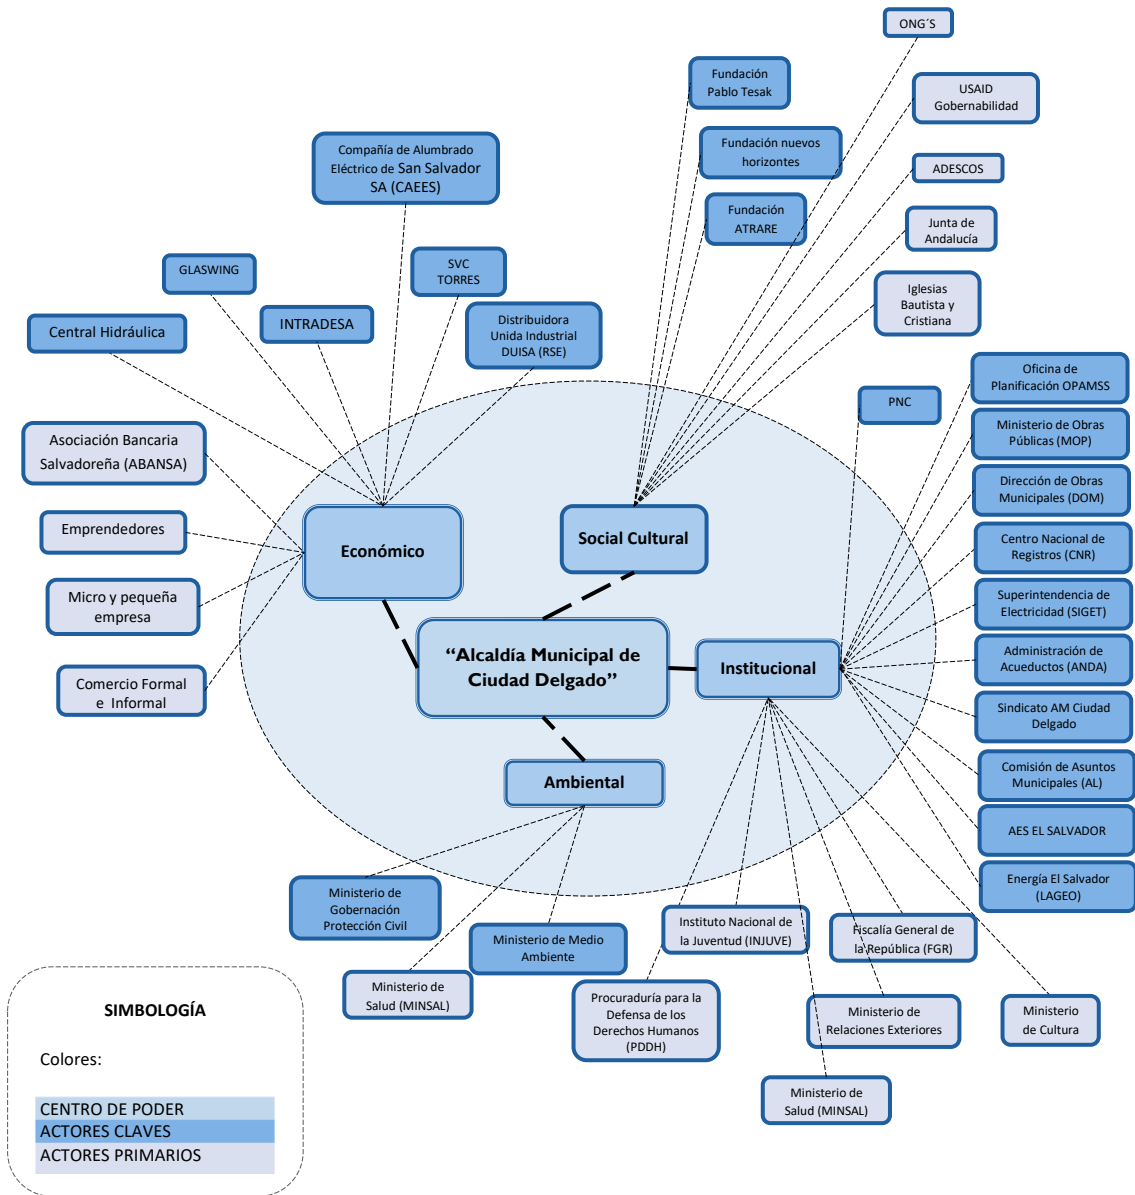 ONG´S
Fundación
Pablo Tesak
USAID
Gobernabilidad
Compañía de Alumbrado
Eléctrico de San Salvador
SA (CAEES)
Fundación nuevos
horizontes
ADESCOS
Fundación
ATRARE
Junta de
Andalucía
GLASWING
SVC
TORRES
Iglesias
Bautista y
Cristiana
Central Hidráulica
INTRADESA
Distribuidora
Unida Industrial
DUISA (RSE)
Oficina de
Planificación OPAMSS
PNC
Ministerio de Obras
Públicas (MOP)
Asociación Bancaria
Salvadoreña (ABANSA)
Dirección de Obras
Municipales (DOM)
Emprendedores
Económico
Social Cultural
Centro Nacional de
Registros (CNR)
Micro y pequeña
empresa
Superintendencia de
Electricidad (SIGET)
“Alcaldía Municipal de
Ciudad Delgado”
Institucional
Administración de
Acueductos (ANDA)
Comercio Formal
e Informal
Sindicato AM Ciudad
Delgado
Ambiental
Comisión de Asuntos
Municipales (AL)
AES EL SALVADOR
Energía El Salvador
(LAGEO)
Ministerio de
Gobernación
Protección Civil
Ministerio de Medio
Ambiente
Instituto Nacional de
la Juventud (INJUVE)
Fiscalía General de
la República (FGR)
Ministerio de
Salud (MINSAL)
Procuraduría para la
Defensa de los
Derechos Humanos
(PDDH)
Ministerio de
Relaciones Exteriores
Ministerio
de Cultura
Ministerio de
Salud (MINSAL)
SIMBOLOGÍA
Colores:
CENTRO DE PODER
ACTORES CLAVES
ACTORES PRIMARIOS